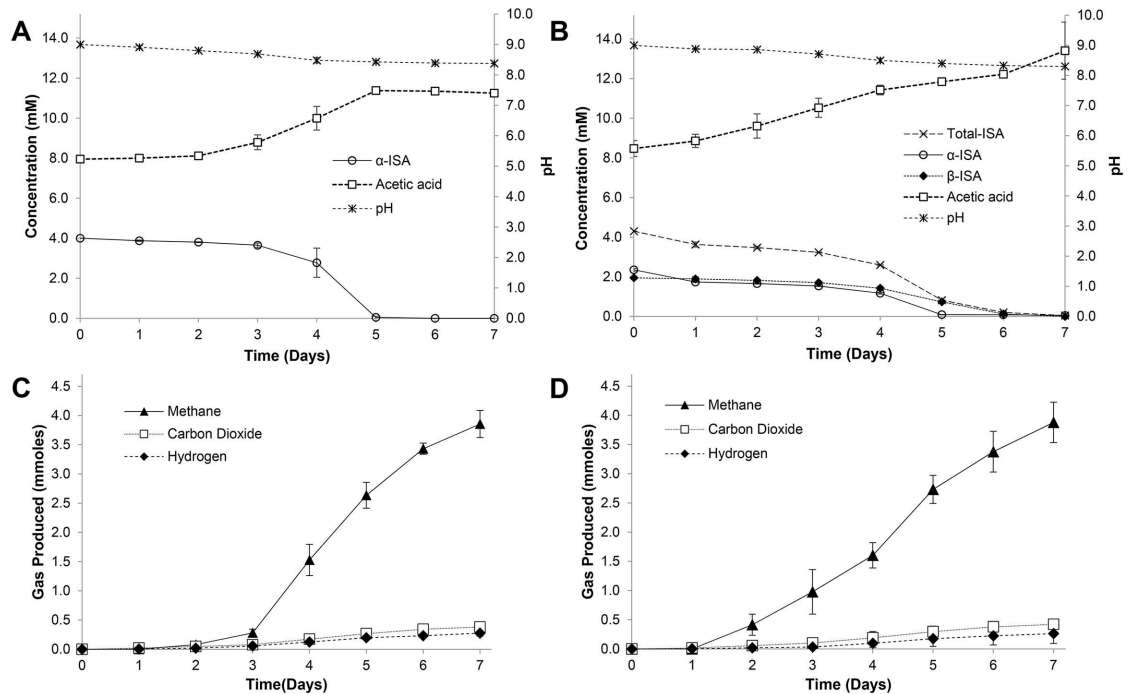 A
14.0
12.0
10.0
8.0
6.0
4.0
2.0
0.0
Concentration (mM)
10.0
9.0
8.0
7.0
6.0
5.0
4.0
3.0
2.0
1.0
0.0
pH
α-ISA
Acetic acid
pH
0 1 2 3 4 5 6 7
Time (Days)
B
14.0
12.0
10.0
8.0
6.0
4.0
2.0
0.0
Concentration (mM)
10.0
9.0
8.0
7.0
6.0
5.0
4.0
3.0
2.0
1.0
0.0
pH
Total-ISA
α-ISA
β-ISA
Acetic acid
pH
0 1 2 3 4 5 6 7
Time (Days)
C
4.5
4.0
3.5
3.0
2.5
2.0
1.5
1.0
0.5
0.0
Gas Produced (mmoles)
Methane
Carbon Dioxide
Hydrogen
0 1 2 3 4 5 6 7
Time(Days)
D
4.5
4.0
3.5
3.0
2.5
2.0
1.5
1.0
0.5
0.0
Gas Produced (mmoles)
Methane
Carbon Dioxide
Hydrogen
0 1 2 3 4 5 6 7
Time (Days)